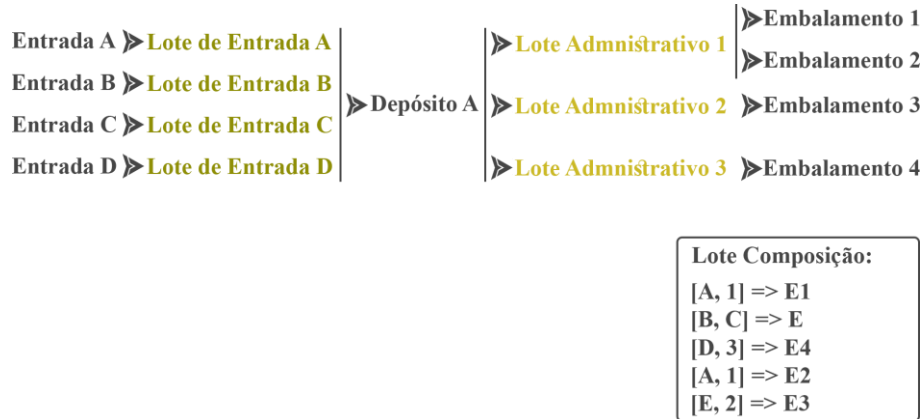 Embalamento 1
Entrada A Lote de Entrada A Lote Admnistrativo 1
Embalamento 2
Entrada B Lote de Entrada B
Depósito A Lote Admnistrativo 2 Embalamento 3
Entrada C Lote de Entrada C
Entrada D Lote de Entrada D Lote Admnistrativo 3 Embalamento 4
Lote Composição:
[A, 1] => E1
[B, C] => E
[D, 3] => E4
[A, 1] => E2
[E, 2] => E3